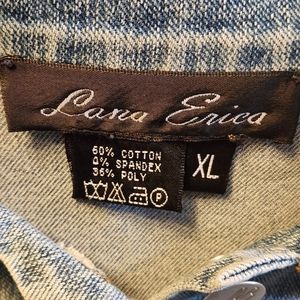 Lana Erica
60% COTTON
4% SPANDEX
36% POLY
XL
P